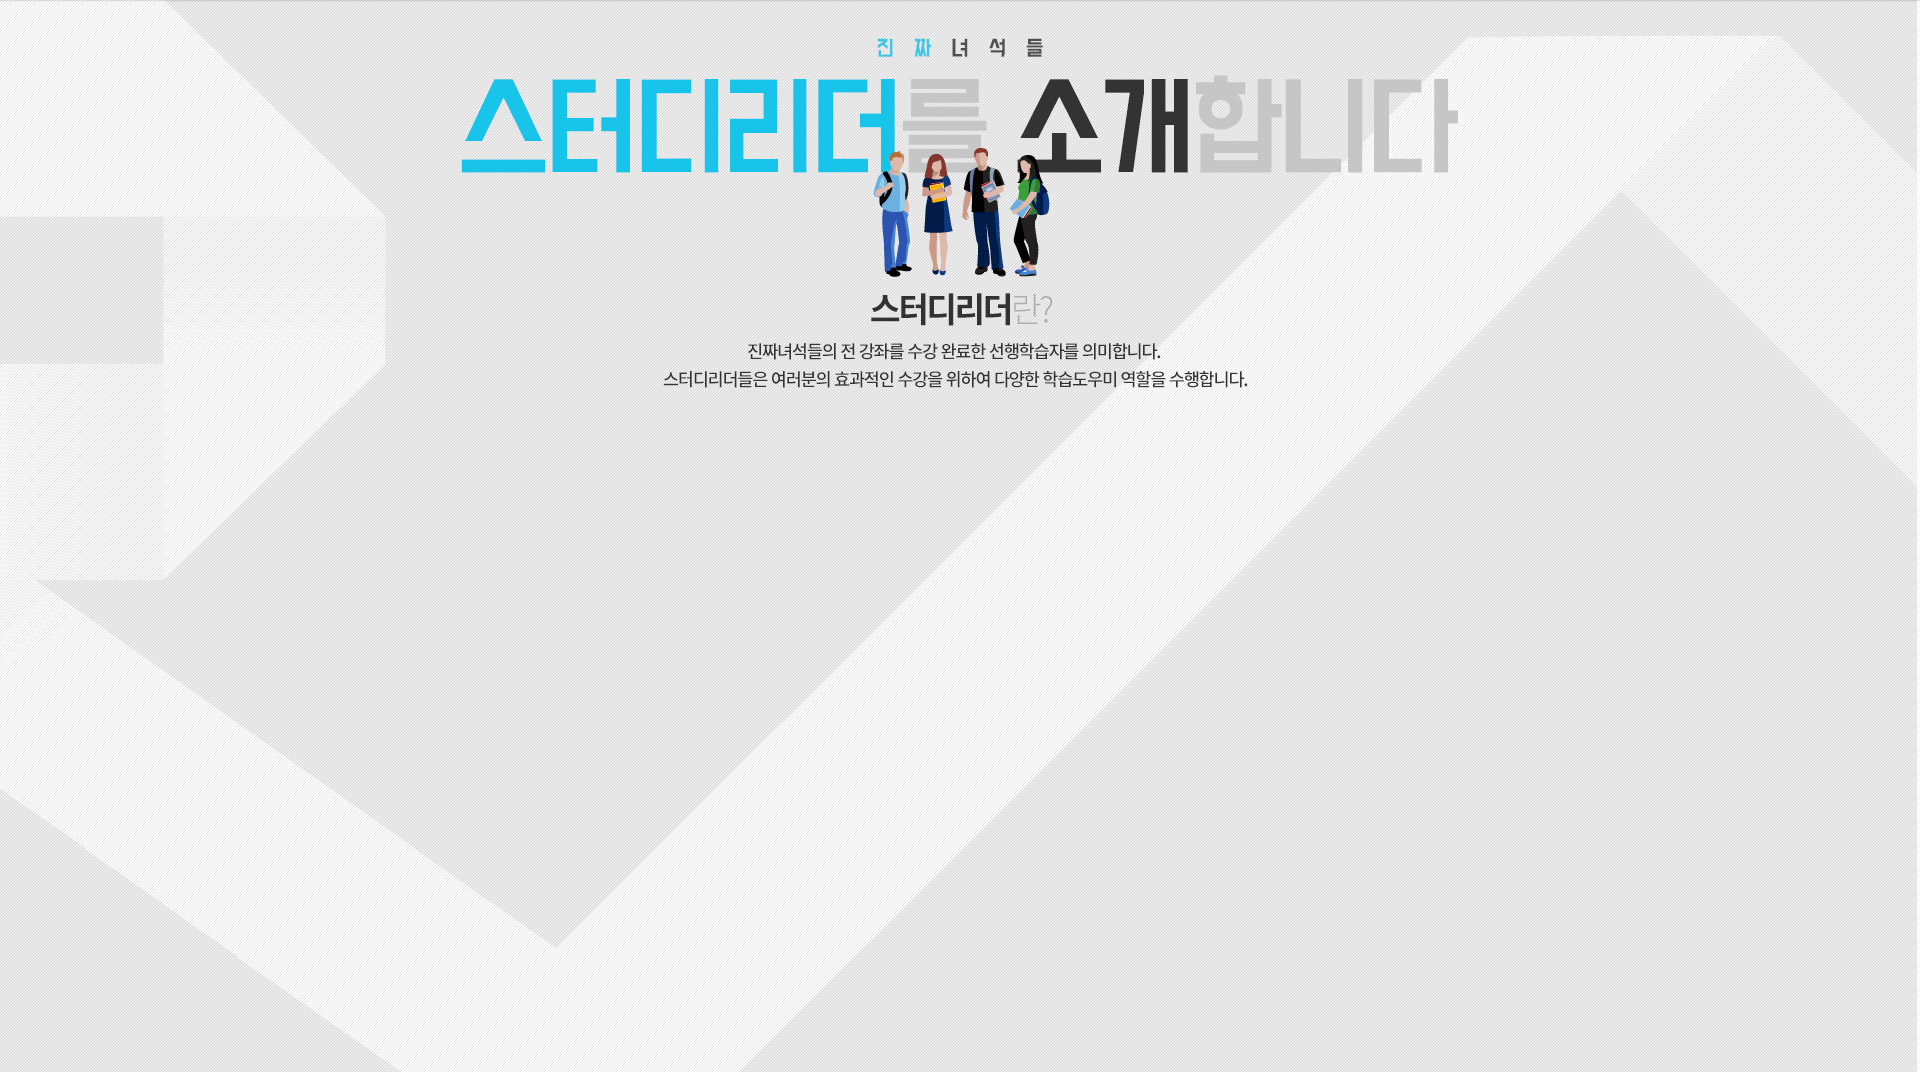 진짜녀석들
스터디리더를 소개합니다
스터디리더란?
진짜녀석들의 전 강좌를 수강 완료한 선행학습자를 의미합니다.
스터디리더들은 여러분의 효과적인 수강을 위하여 다양한 학습도우미 역할을 수행합니다.